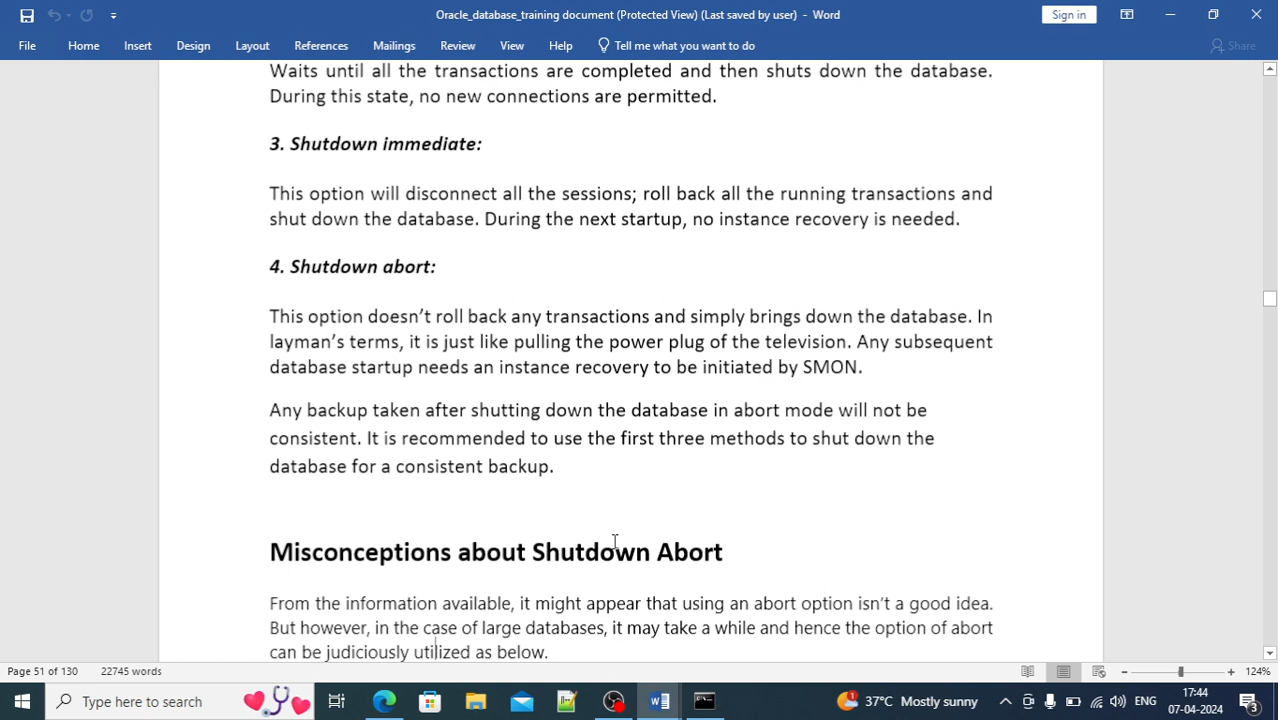 Oracle_database_training document (Protected View) (Last saved by user) - Word
Sign in
File Home Insert Design Layout References Mailings Review View Help Tell me what you want to do Share
Waits until all the transactions are completed and then shuts down the database.
During this state, no new connections are permitted.
3. Shutdown immediate:
This option will disconnect all the sessions; roll back all the running transactions and
shut down the database. During the next startup, no instance recovery is needed.
4. Shutdown abort:
This option doesn’t roll back any transactions and simply brings down the database. In
layman’s terms, it is just like pulling the power plug of the television. Any subsequent
database startup needs an instance recovery to be initiated by SMON.
Any backup taken after shutting down the database in abort mode will not be
consistent. It is recommended to use the first three methods to shut down the
database for a consistent backup.
Misconceptions about Shutdown Abort
From the information available, it might appear that using an abort option isn’t a good idea.
But however, in the case of large databases, it may take a while and hence the option of abort
can be judiciously utilized as below.
Page 51 of 130 22745 words 124%
Type here to search 37°C Mostly sunny ENG 17:44
07-04-2024 3